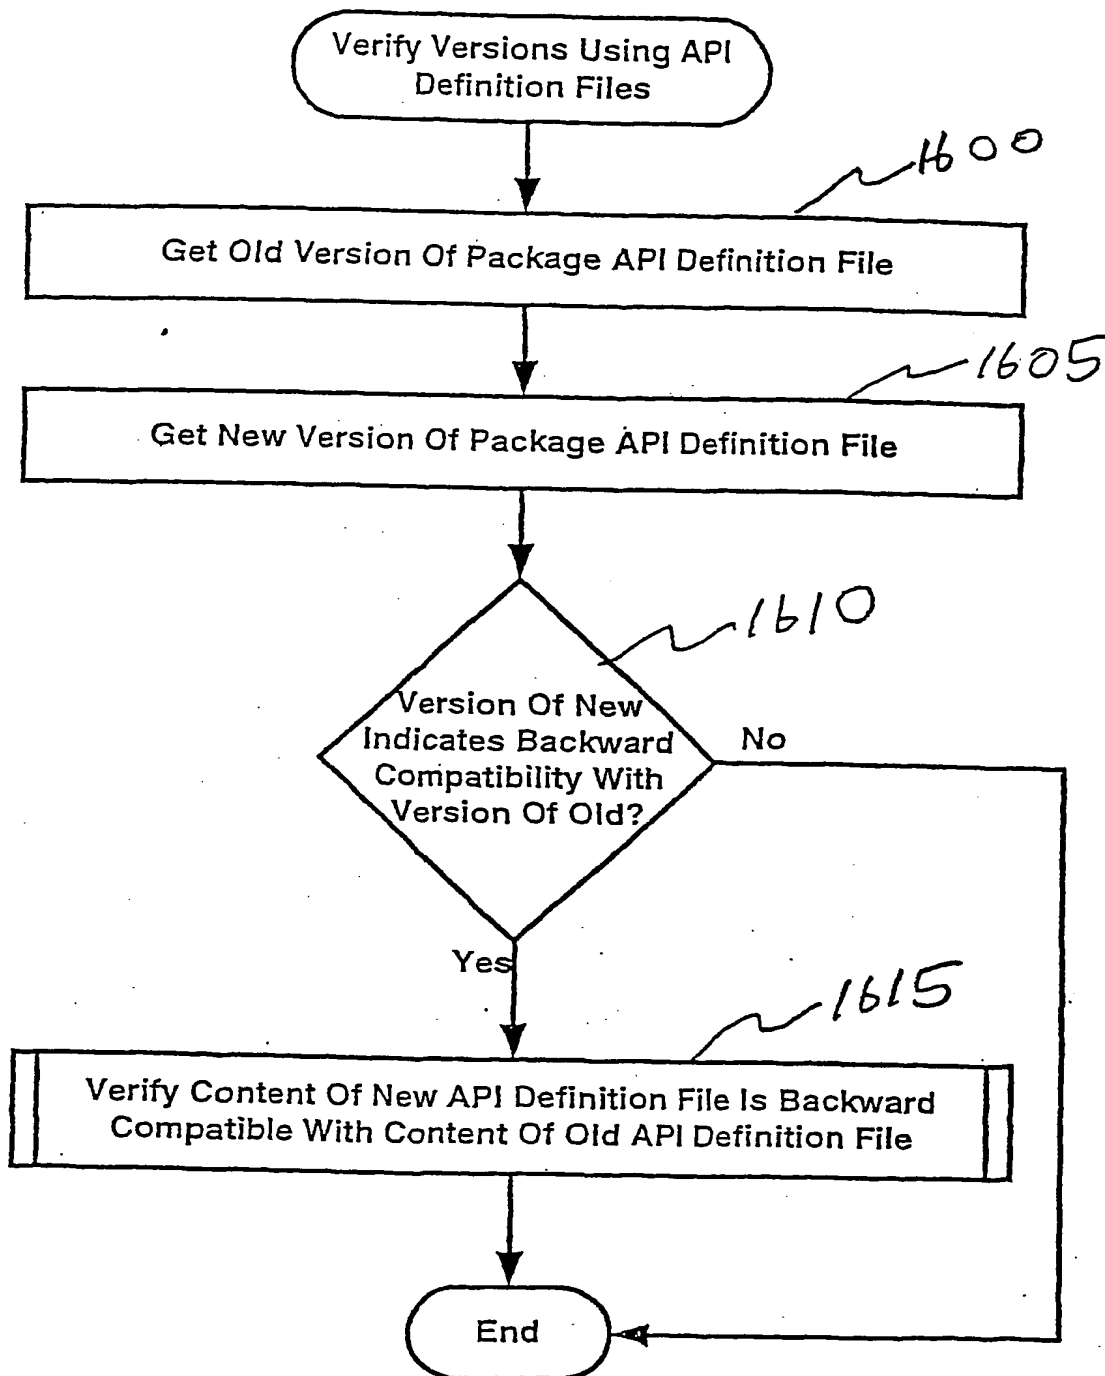 Verify Versions Using API
Definition Files
1600
Get Old Version Of Package API Definition File
1605
Get New Version Of Package API Definition File
1610
Version Of New
Indicates Backward
Compatibility With
Version Of Old?
No
Yes
1615
Verify Content Of New API Definition File Is Backward
Compatible With Content Of Old API Definition File
End